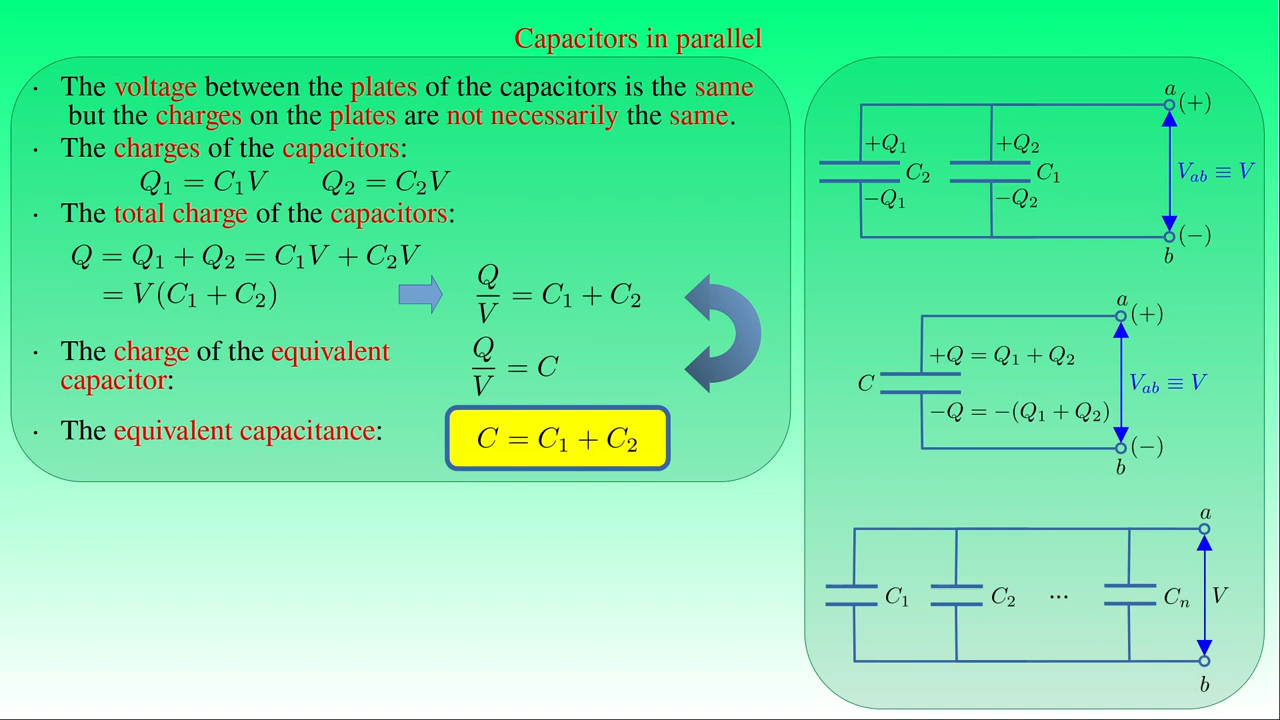 Capacitors in parallel
· The voltage between the plates of the capacitors is the same
but the charges on the plates are not necessarily the same.
· The charges of the capacitors:
Q₁ = C₁V Q₂ = C₂V
· The total charge of the capacitors:
Q = Q₁ + Q₂ = C₁V + C₂V
= V(C₁ + C₂)
Q/V = C₁ + C₂
· The charge of the equivalent
capacitor:
Q/V = C
· The equivalent capacitance:
C = C₁ + C₂
a
(+)
+Q₁ +Q₂
C₂ C₁ V_ab ≡ V
−Q₁ −Q₂
(−)
b
a
(+)
+Q = Q₁ + Q₂
C V_ab ≡ V
−Q = −(Q₁ + Q₂)
(−)
b
a
C₁ C₂ ... Cₙ V
b